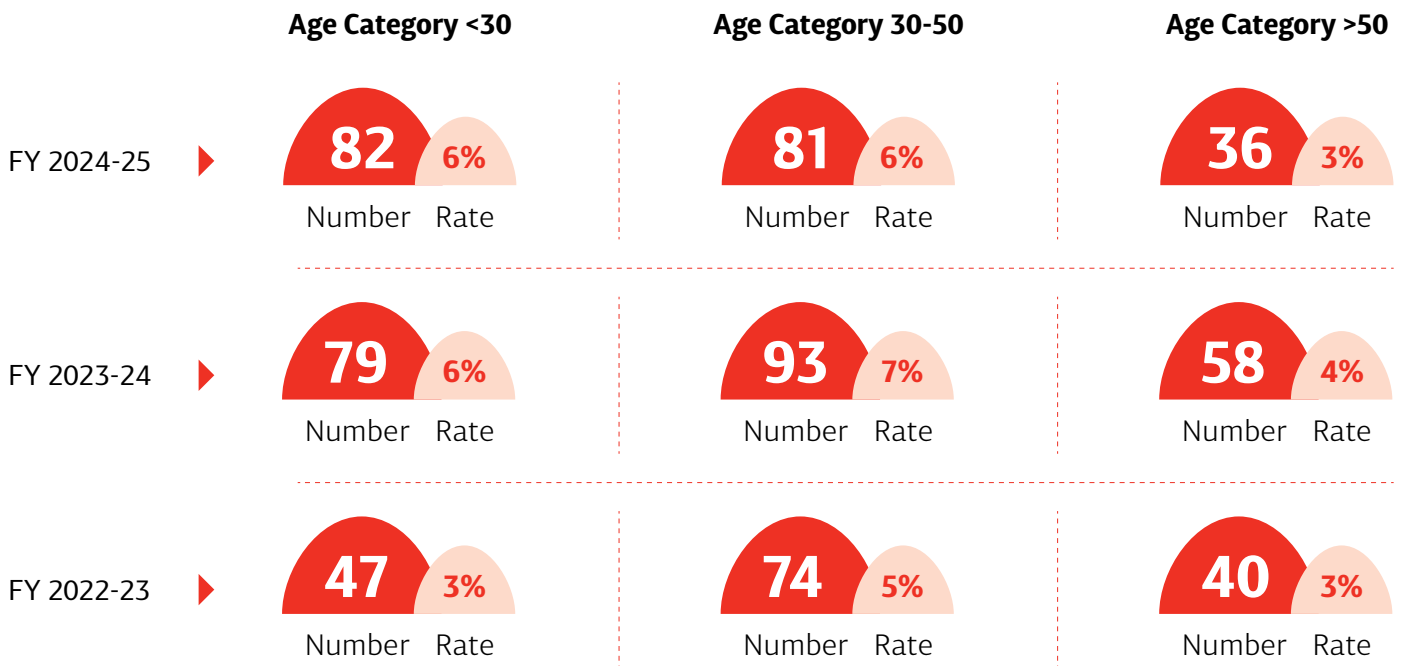 Age Category <30 Age Category 30-50 Age Category >50
FY 2024-25 82 6% 81 6% 36 3%
Number Rate Number Rate Number Rate
FY 2023-24 79 6% 93 7% 58 4%
Number Rate Number Rate Number Rate
FY 2022-23 47 3% 74 5% 40 3%
Number Rate Number Rate Number Rate